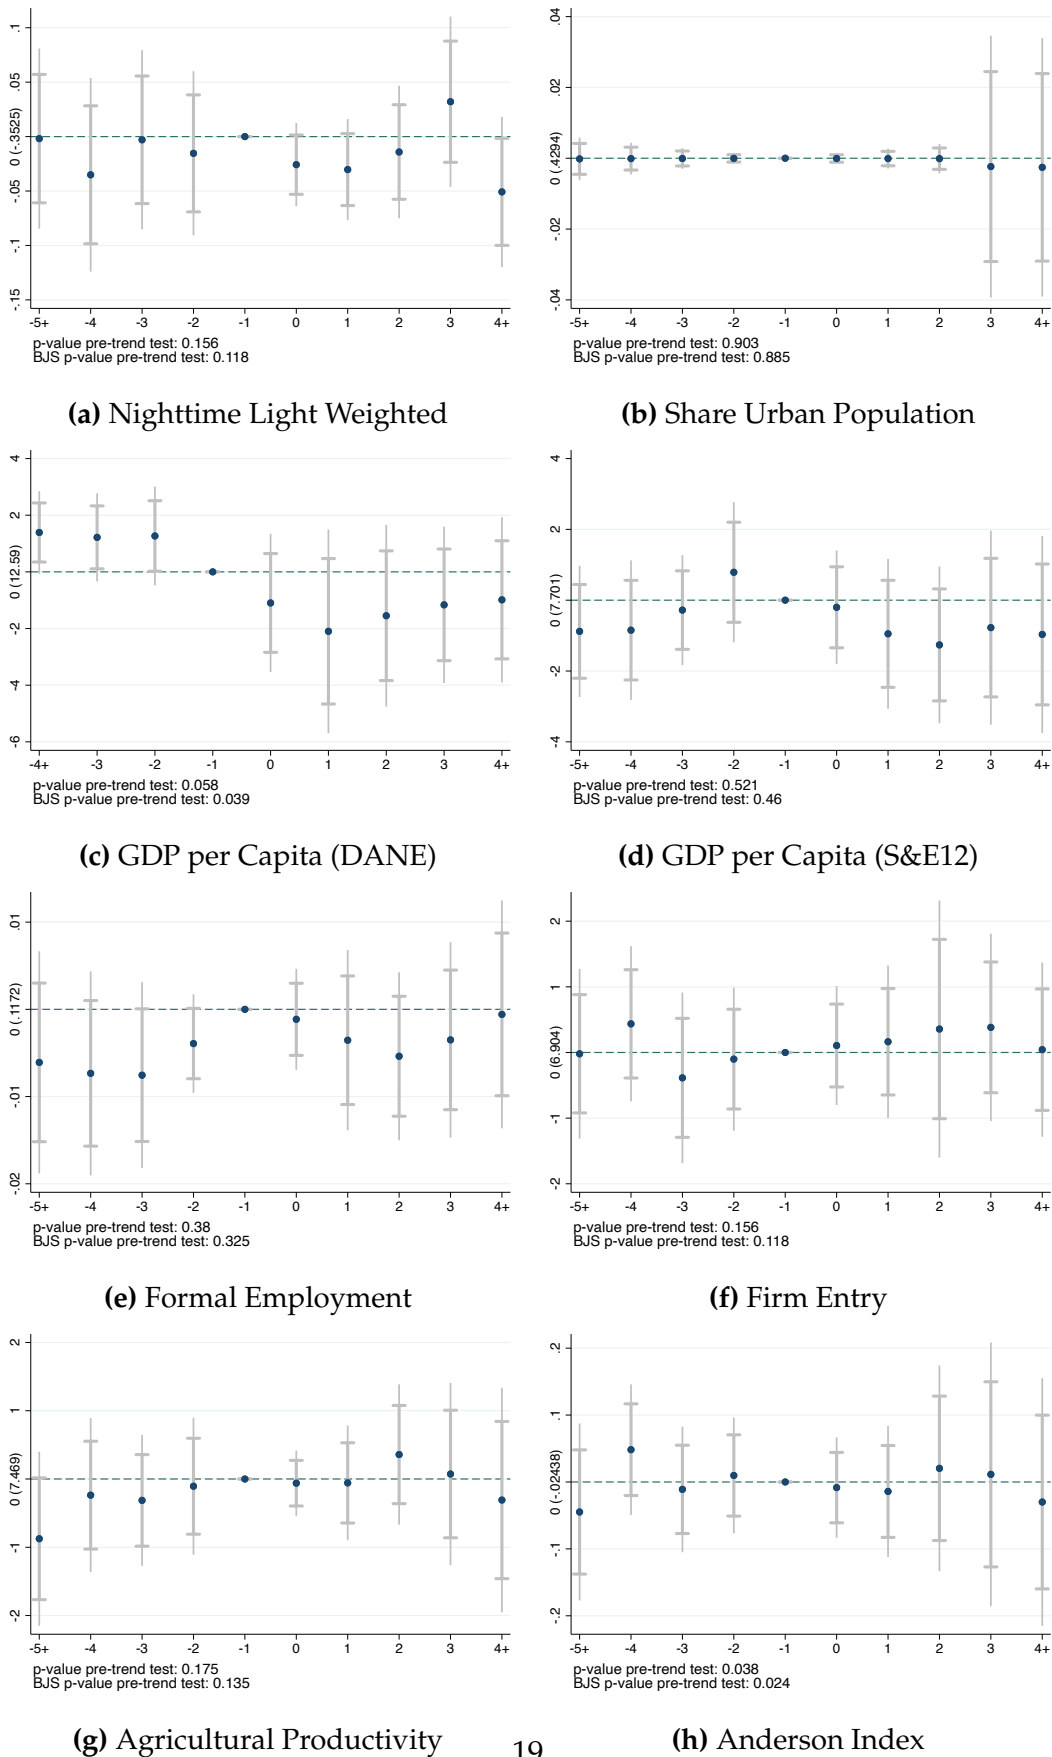 .1
.05
0 (-.3525)
-.05
-.1
-.15
-5+ -4 -3 -2 -1 0 1 2 3 4+
p-value pre-trend test: 0.156
BJS p-value pre-trend test: 0.118
(a) Nighttime Light Weighted
.04
.02
0 (.4294)
-.02
-.04
-5+ -4 -3 -2 -1 0 1 2 3 4+
p-value pre-trend test: 0.903
BJS p-value pre-trend test: 0.885
(b) Share Urban Population
4
2
0 (12.59)
-2
-4
-6
-4+ -3 -2 -1 0 1 2 3 4+
p-value pre-trend test: 0.058
BJS p-value pre-trend test: 0.039
(c) GDP per Capita (DANE)
4
2
0 (7.701)
-2
-4
-5+ -4 -3 -2 -1 0 1 2 3 4+
p-value pre-trend test: 0.521
BJS p-value pre-trend test: 0.46
(d) GDP per Capita (S&E12)
.01
0 (.1172)
-.01
-.02
-5+ -4 -3 -2 -1 0 1 2 3 4+
p-value pre-trend test: 0.38
BJS p-value pre-trend test: 0.325
(e) Formal Employment
2
1
0 (6.904)
-1
-2
-5+ -4 -3 -2 -1 0 1 2 3 4+
p-value pre-trend test: 0.156
BJS p-value pre-trend test: 0.118
(f) Firm Entry
2
1
0 (7.469)
-1
-2
-5+ -4 -3 -2 -1 0 1 2 3 4+
p-value pre-trend test: 0.175
BJS p-value pre-trend test: 0.135
(g) Agricultural Productivity
.2
.1
0 (-.02438)
-.1
-.2
-5+ -4 -3 -2 -1 0 1 2 3 4+
p-value pre-trend test: 0.038
BJS p-value pre-trend test: 0.024
(h) Anderson Index
19